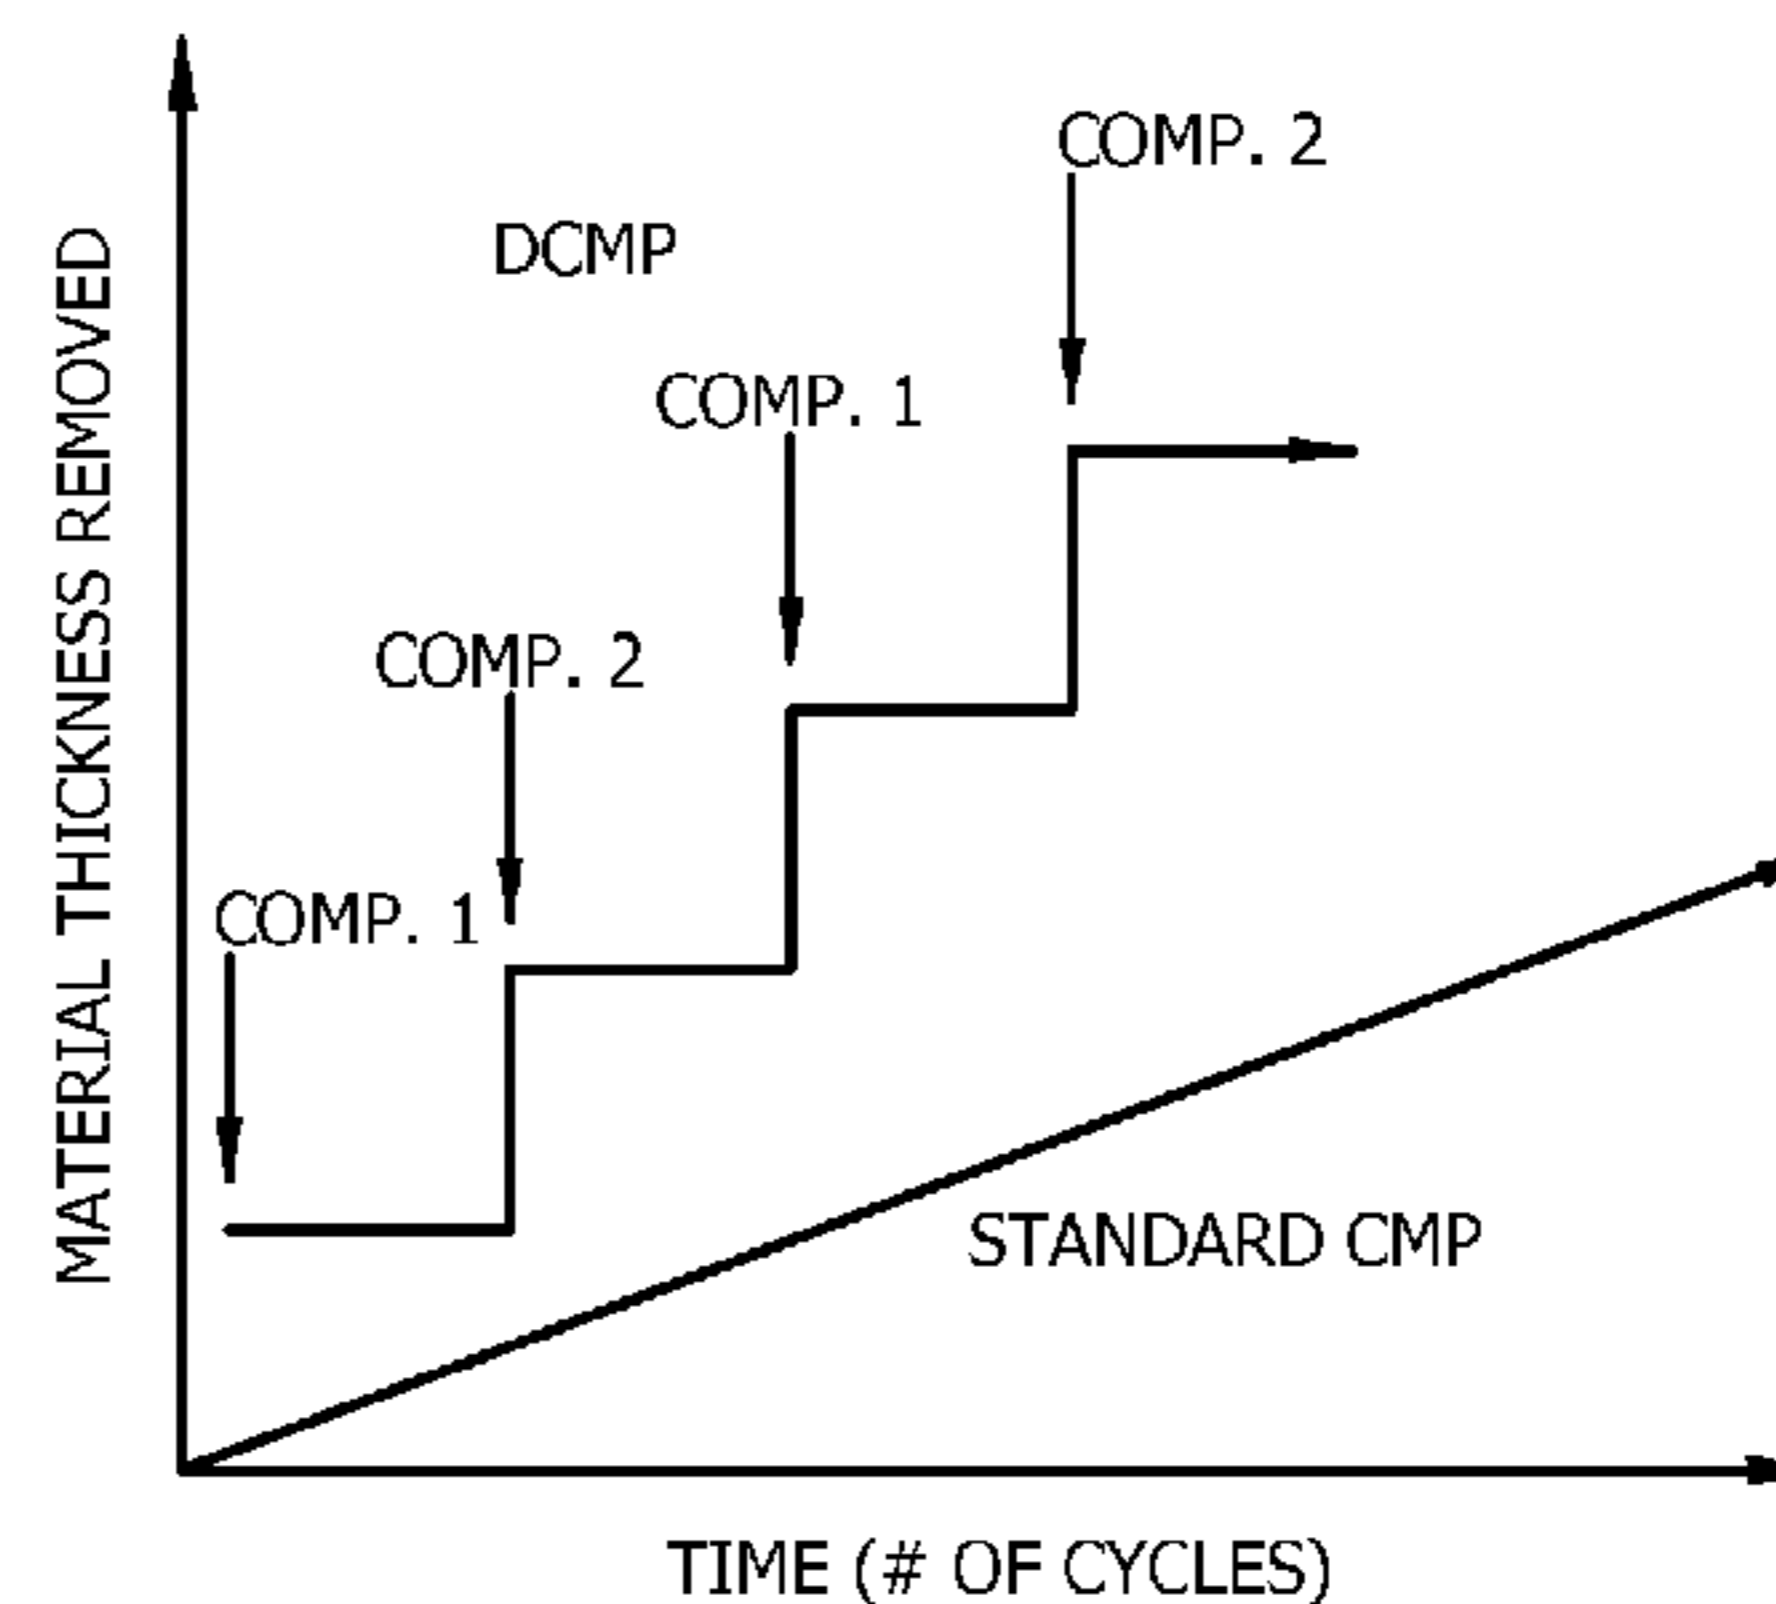 COMP. 2
DCMP
COMP. 1
COMP. 2
COMP. 1
MATERIAL THICKNESS REMOVED
STANDARD CMP
TIME (# OF CYCLES)